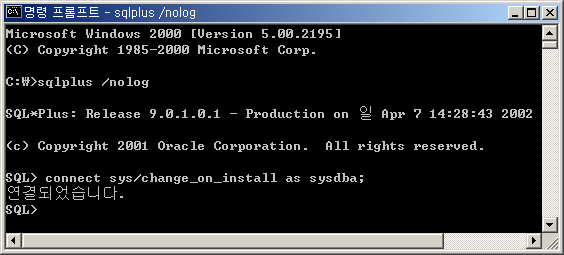 명령 프롬프트 - sqlplus /nolog
Microsoft Windows 2000 [Version 5.00.2195]
(C) Copyright 1985-2000 Microsoft Corp.
C:₩>sqlplus /nolog
SQL*Plus: Release 9.0.1.0.1 - Production on 일 Apr 7 14:28:43 2002
(c) Copyright 2001 Oracle Corporation.  All rights reserved.
SQL> connect sys/change_on_install as sysdba;
연결되었습니다.
SQL>